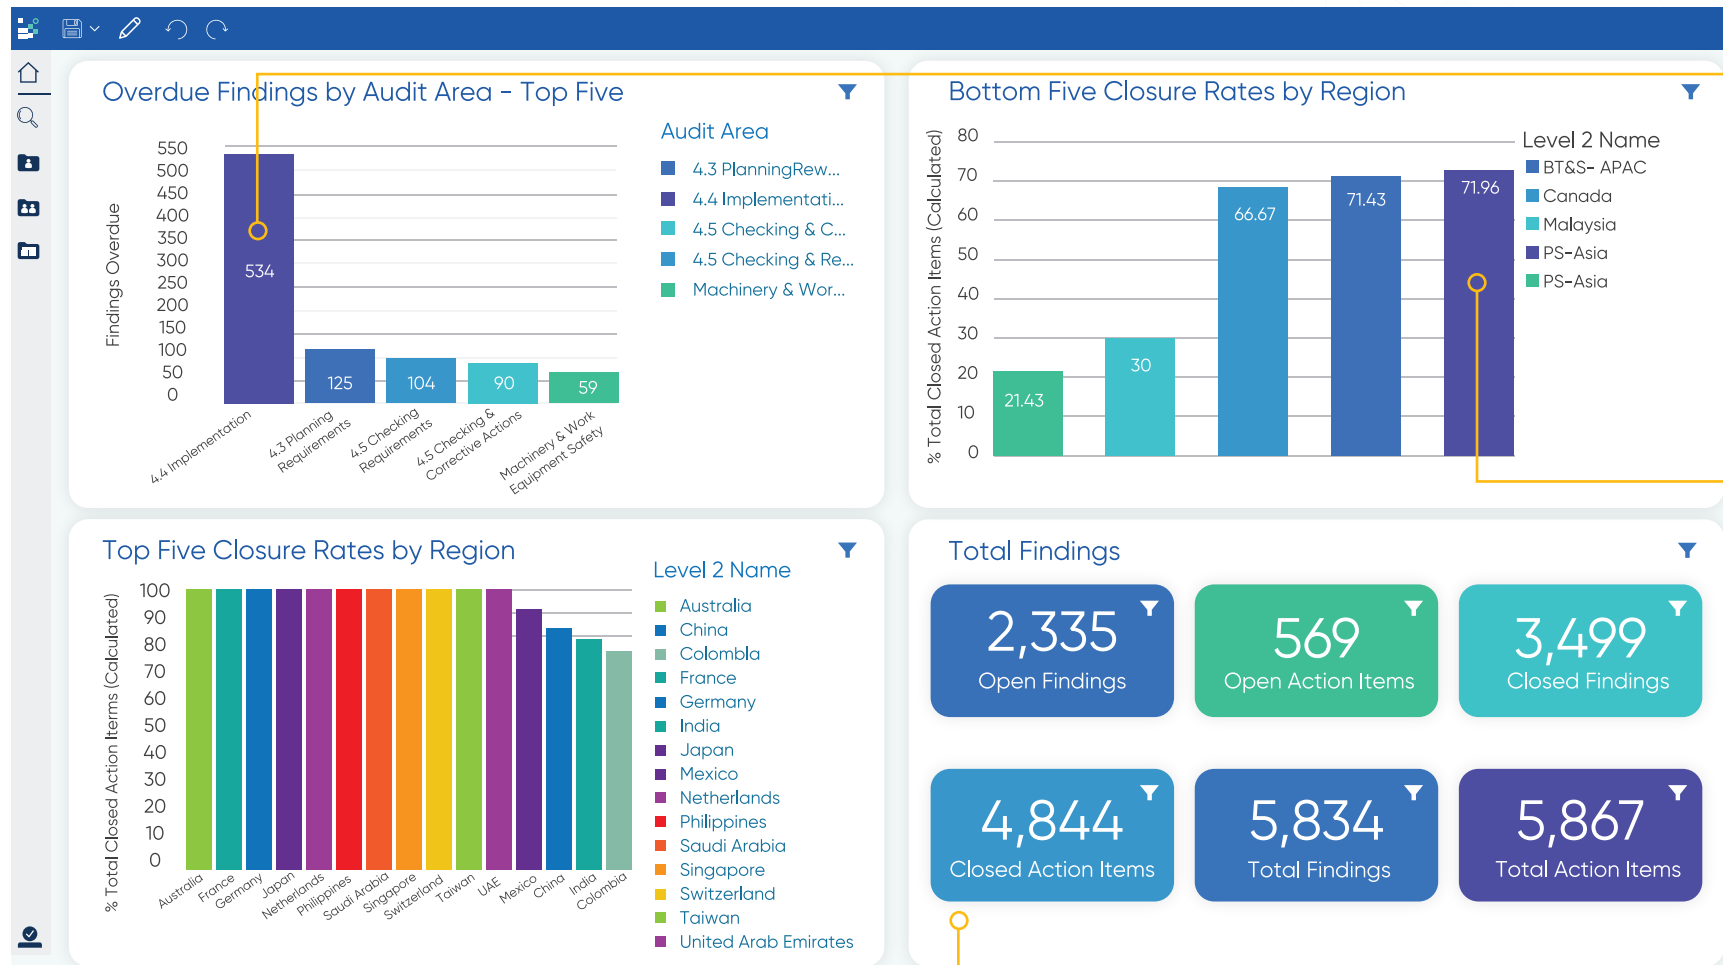 Overdue Findings by Audit Area - Top Five
Findings Overdue
550
500
450
400
350
300
250
200
150
100
50
0
534
125
104
90
59
4.4 Implementation
4.3 Planning
Requirements
4.5 Checking
Requirements
4.5 Checking &
Corrective Actions
Machinery & Work
Equipment Safety
Audit Area
4.3 PlanningRew...
4.4 Implementati...
4.5 Checking & C...
4.5 Checking & Re...
Machinery & Wor...
Bottom Five Closure Rates by Region
% Total Closed Action Items (Calculated)
80
70
60
50
40
30
20
10
0
21.43
30
66.67
71.43
71.96
Level 2 Name
BT&S- APAC
Canada
Malaysia
PS-Asia
PS-Asia
Top Five Closure Rates by Region
% Total Closed Action Iterms (Calculated)
100
90
80
70
60
50
40
30
20
10
0
Australia
France
Germany
Japan
Netherlands
Philippines
Saudi Arabia
Singapore
Switzerland
Taiwan
UAE
Mexico
China
India
Colombia
Level 2 Name
Australia
China
Colombla
France
Germany
India
Japan
Mexico
Netherlands
Philippines
Saudi Arabia
Singapore
Switzerland
Taiwan
United Arab Emirates
Total Findings
2,335
Open Findings
569
Open Action Items
3,499
Closed Findings
4,844
Closed Action Items
5,834
Total Findings
5,867
Total Action Items